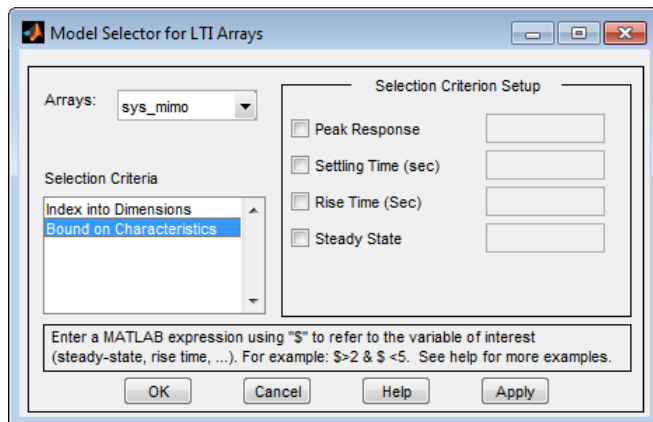 Model Selector for LTI Arrays
Arrays:
sys_mimo
Selection Criteria
Index into Dimensions
Bound on Characteristics
Selection Criterion Setup
Peak Response
Settling Time (sec)
Rise Time (Sec)
Steady State
Enter a MATLAB expression using "$" to refer to the variable of interest
(steady-state, rise time, ...). For example: $>2 & $ <5.  See help for more examples.
OK Cancel Help Apply